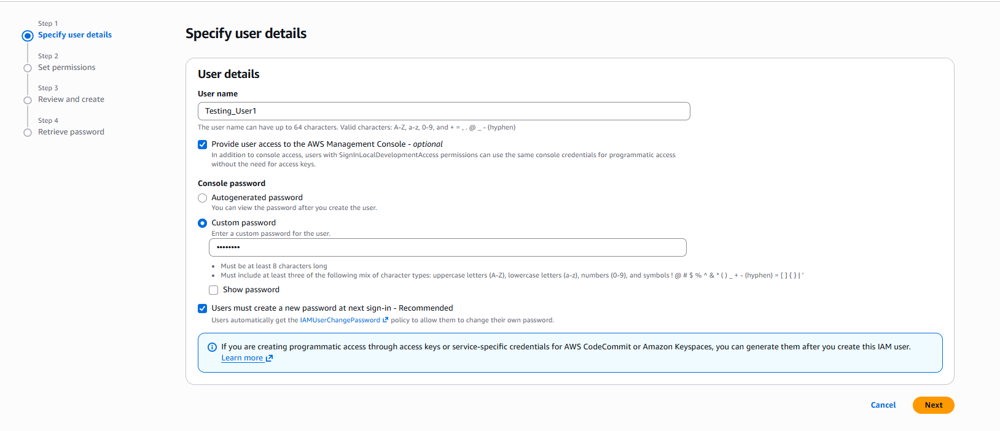 Step 1
Specify user details
Step 2
Set permissions
Step 3
Review and create
Step 4
Retrieve password
Specify user details
User details
User name
Testing_User1
The user name can have up to 64 characters. Valid characters: A-Z, a-z, 0-9, and + = , . @ _ - (hyphen)
Provide user access to the AWS Management Console - optional
In addition to console access, users with SignInLocalDevelopmentAccess permissions can use the same console credentials for programmatic access
without the need for access keys.
Console password
Autogenerated password
You can view the password after you create the user.
Custom password
Enter a custom password for the user.
••••••••
• Must be at least 8 characters long
• Must include at least three of the following mix of character types: uppercase letters (A-Z), lowercase letters (a-z), numbers (0-9), and symbols ! @ # $ % ^ & * ( ) _ + - (hyphen) = [ ] { } | '
Show password
Users must create a new password at next sign-in - Recommended
Users automatically get the IAMUserChangePassword policy to allow them to change their own password.
If you are creating programmatic access through access keys or service-specific credentials for AWS CodeCommit or Amazon Keyspaces, you can generate them after you create this IAM user.
Learn more
Cancel
Next